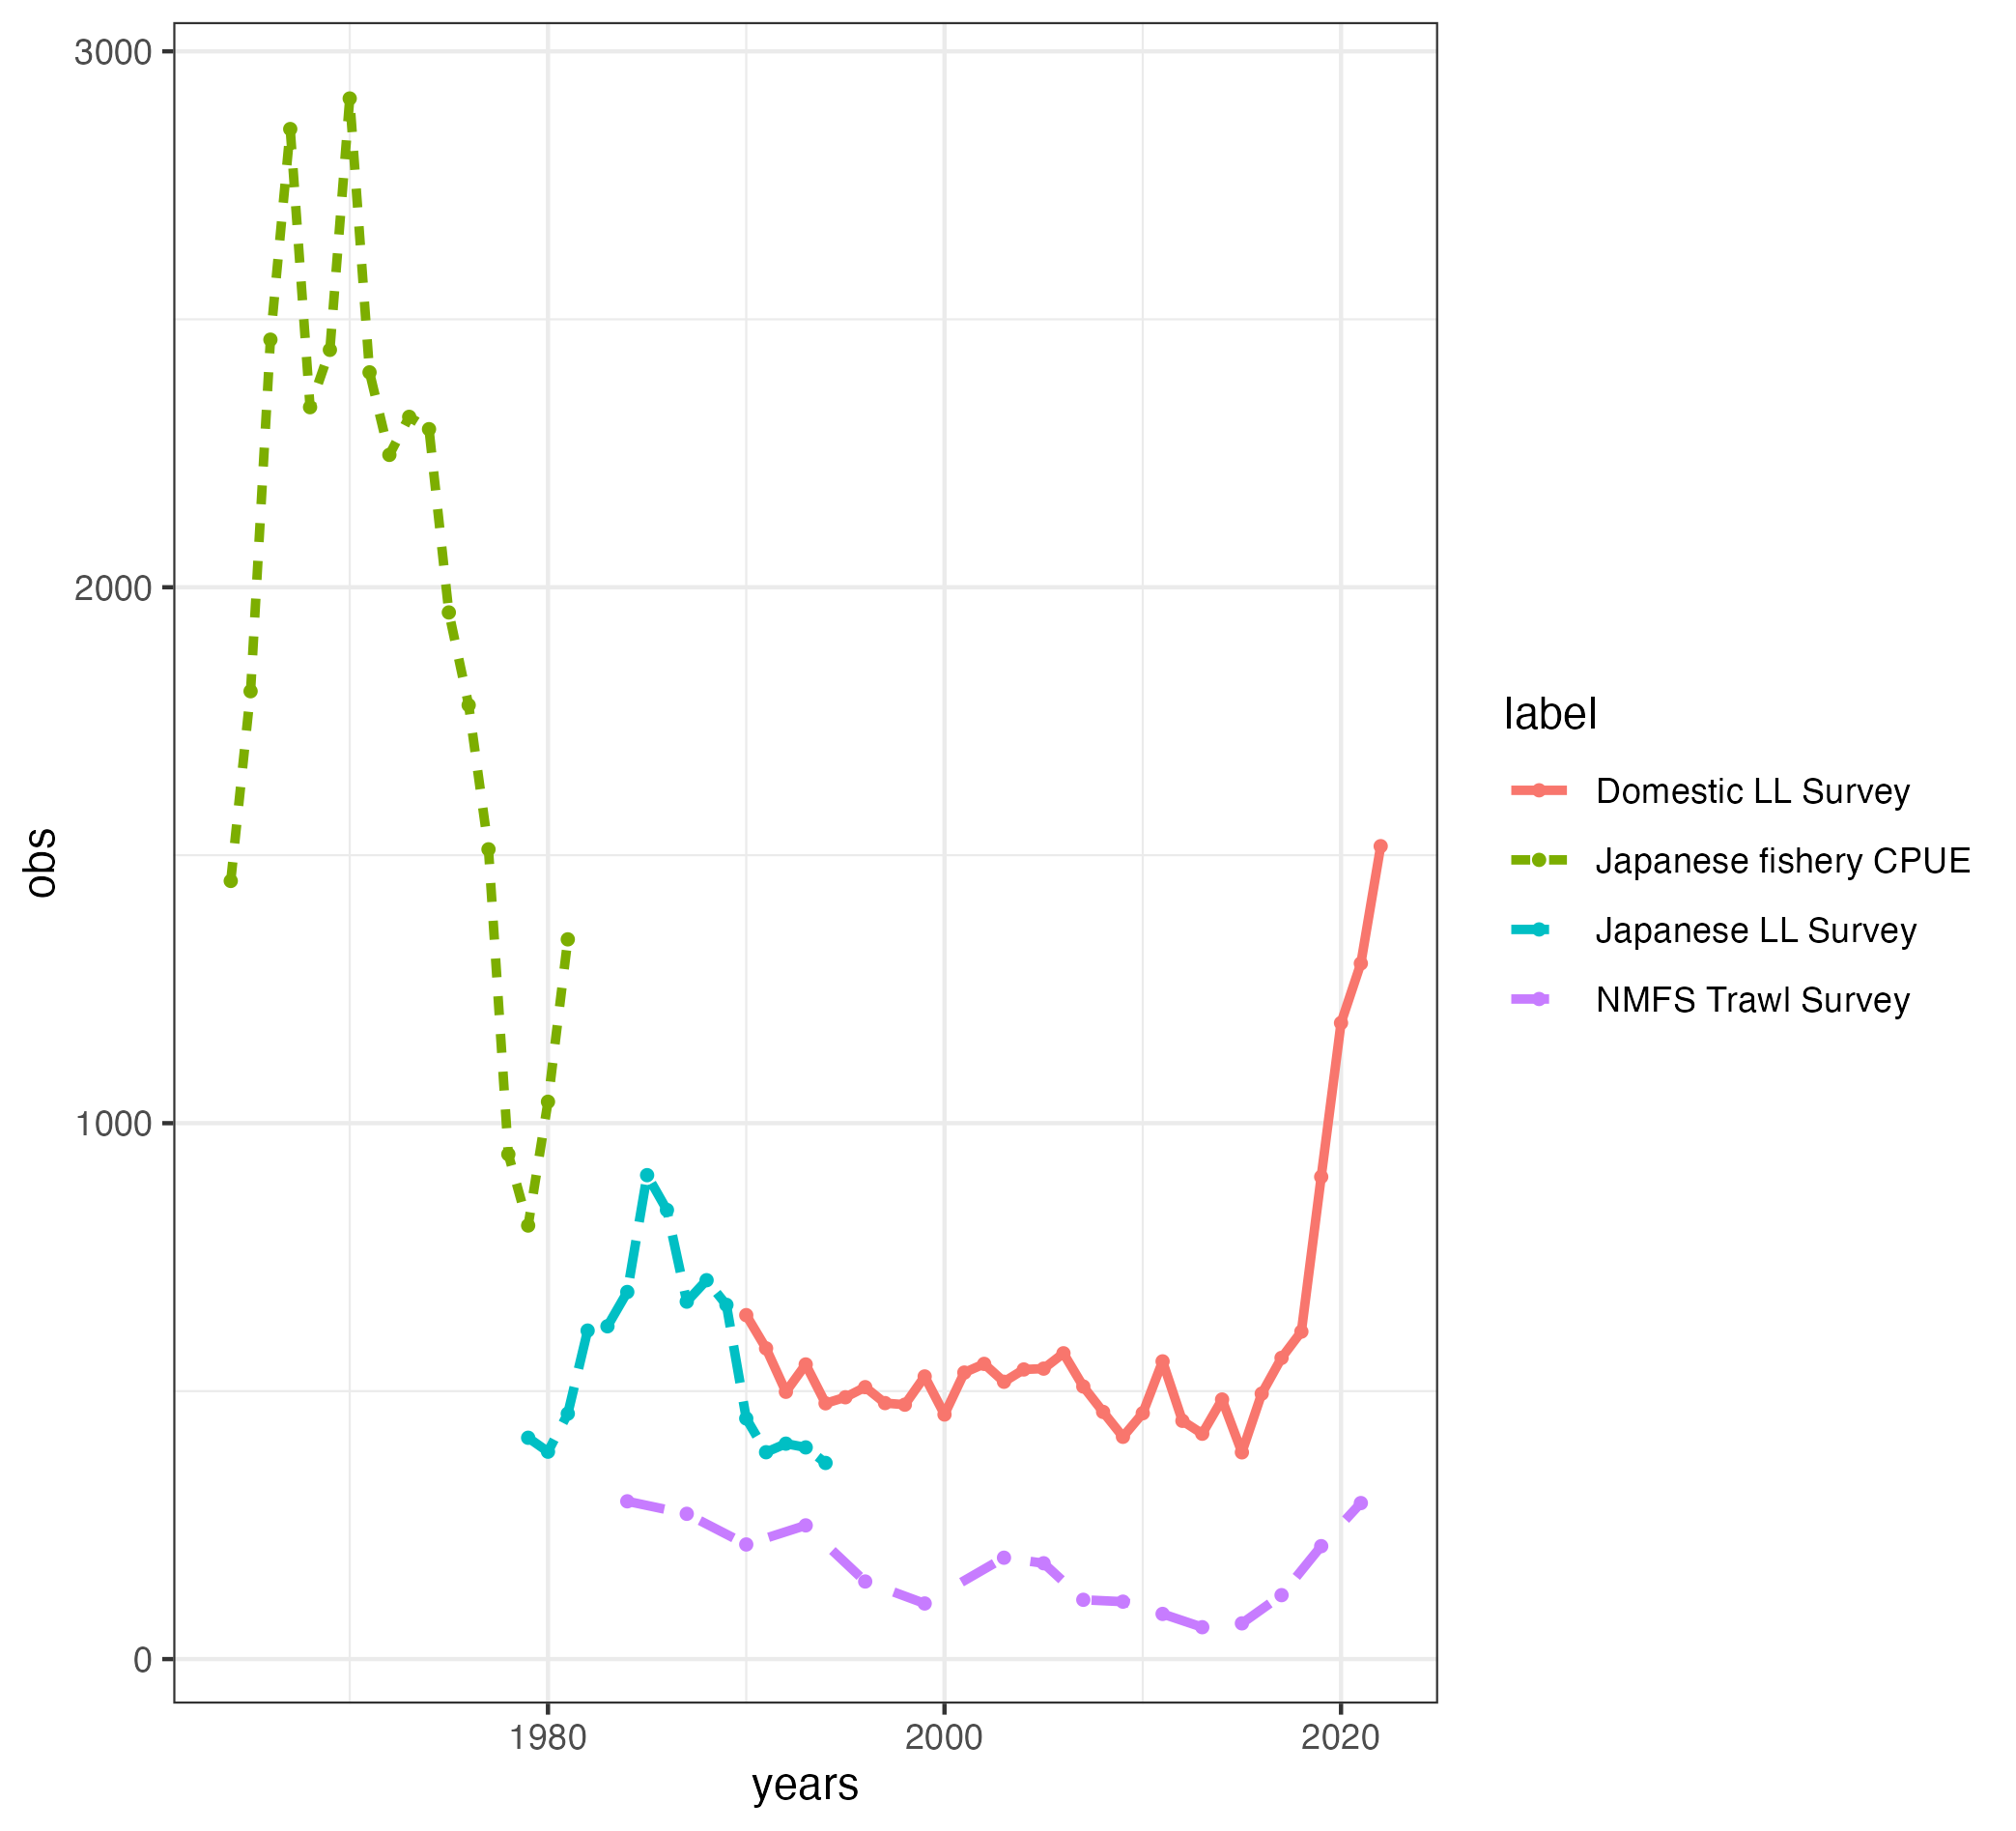 3000
2000
1000
0
obs
1980
2000
2020
years
label
Domestic LL Survey
Japanese fishery CPUE
Japanese LL Survey
NMFS Trawl Survey